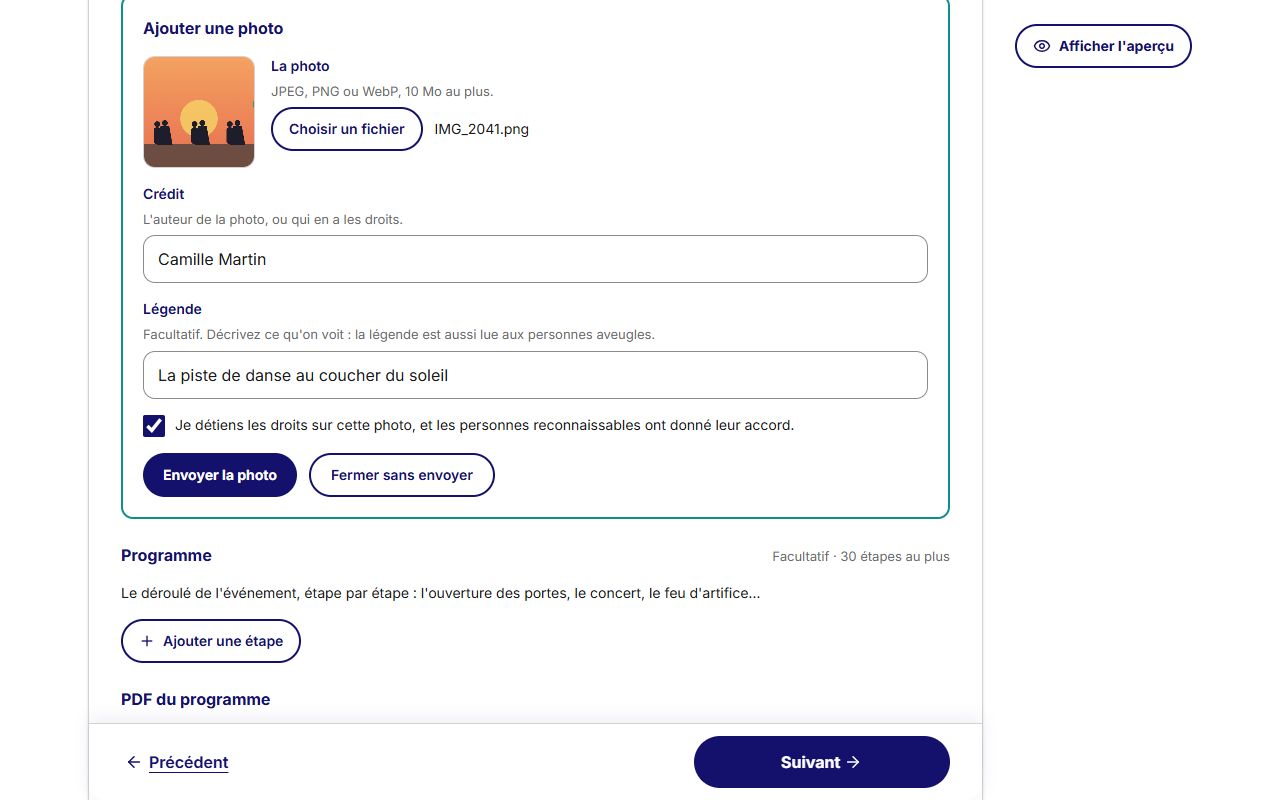 Ajouter une photo
Afficher l'aperçu
La photo
JPEG, PNG ou WebP, 10 Mo au plus.
Choisir un fichier
IMG_2041.png
Crédit
L'auteur de la photo, ou qui en a les droits.
Camille Martin
Légende
Facultatif. Décrivez ce qu'on voit : la légende est aussi lue aux personnes aveugles.
La piste de danse au coucher du soleil
Je détiens les droits sur cette photo, et les personnes reconnaissables ont donné leur accord.
Envoyer la photo
Fermer sans envoyer
Programme
Facultatif · 30 étapes au plus
Le déroulé de l'événement, étape par étape : l'ouverture des portes, le concert, le feu d'artifice…
Ajouter une étape
PDF du programme
Précédent
Suivant